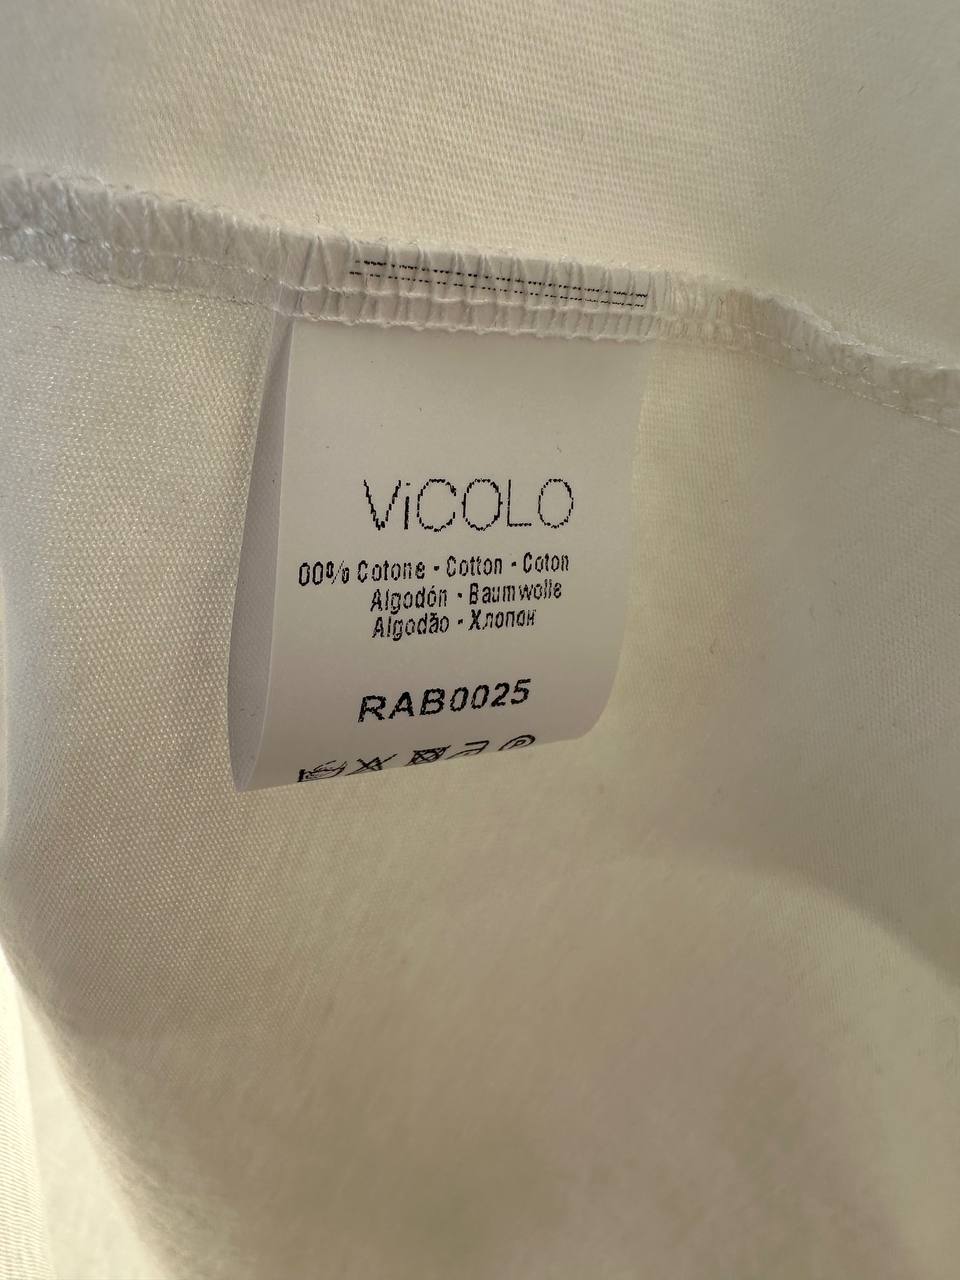 ViCOLO
00% Cotone - Cotton - Coton
Algodón - Baumwolle
Algodão - Хлопок
RAB0025